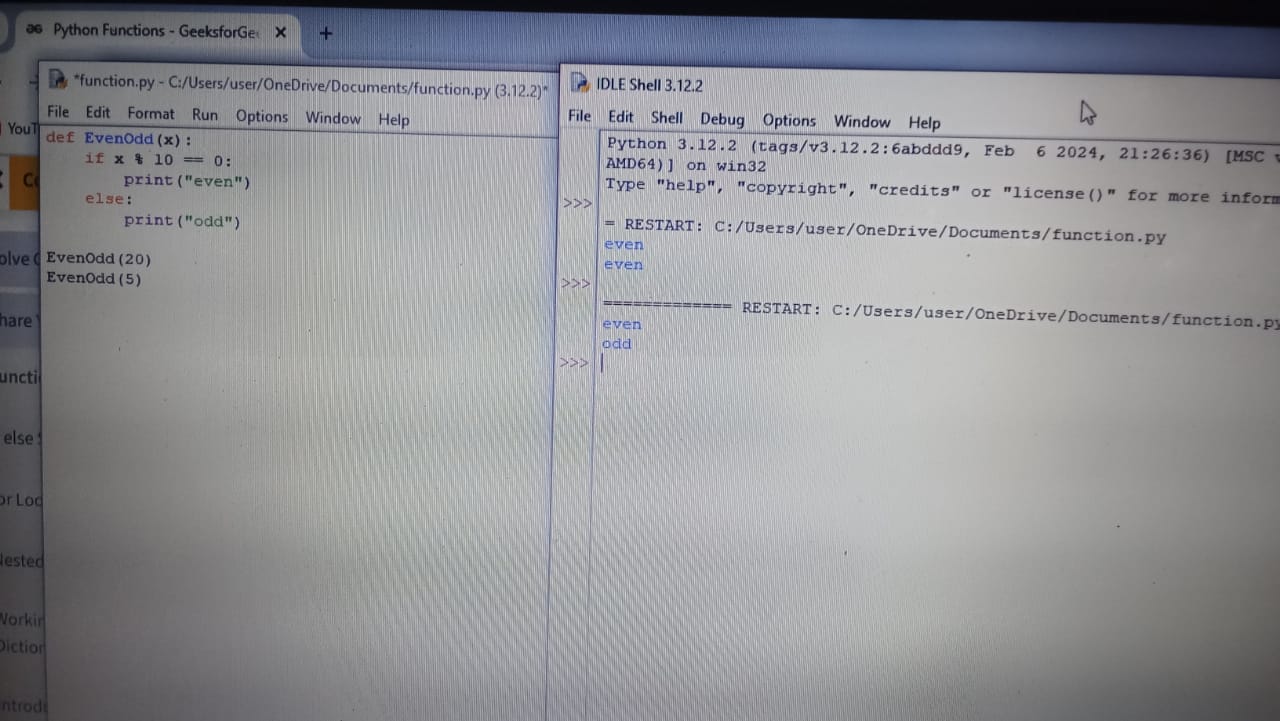 Python Functions - GeeksforGe
*function.py - C:/Users/user/OneDrive/Documents/function.py (3.12.2)*
File Edit Format Run Options Window Help
def EvenOdd(x):
    if x % 10 == 0:
        print("even")
    else:
        print("odd")
EvenOdd(20)
EvenOdd(5)
IDLE Shell 3.12.2
File Edit Shell Debug Options Window Help
Python 3.12.2 (tags/v3.12.2:6abddd9, Feb  6 2024, 21:26:36) [MSC
AMD64)] on win32
Type "help", "copyright", "credits" or "license()" for more inform
>>>
= RESTART: C:/Users/user/OneDrive/Documents/function.py
even
even
>>>
============= RESTART: C:/Users/user/OneDrive/Documents/function.py
even
odd
>>>
YouT
olve
hare
uncti
else
or Loo
Nested
Workin
Diction
ntrod